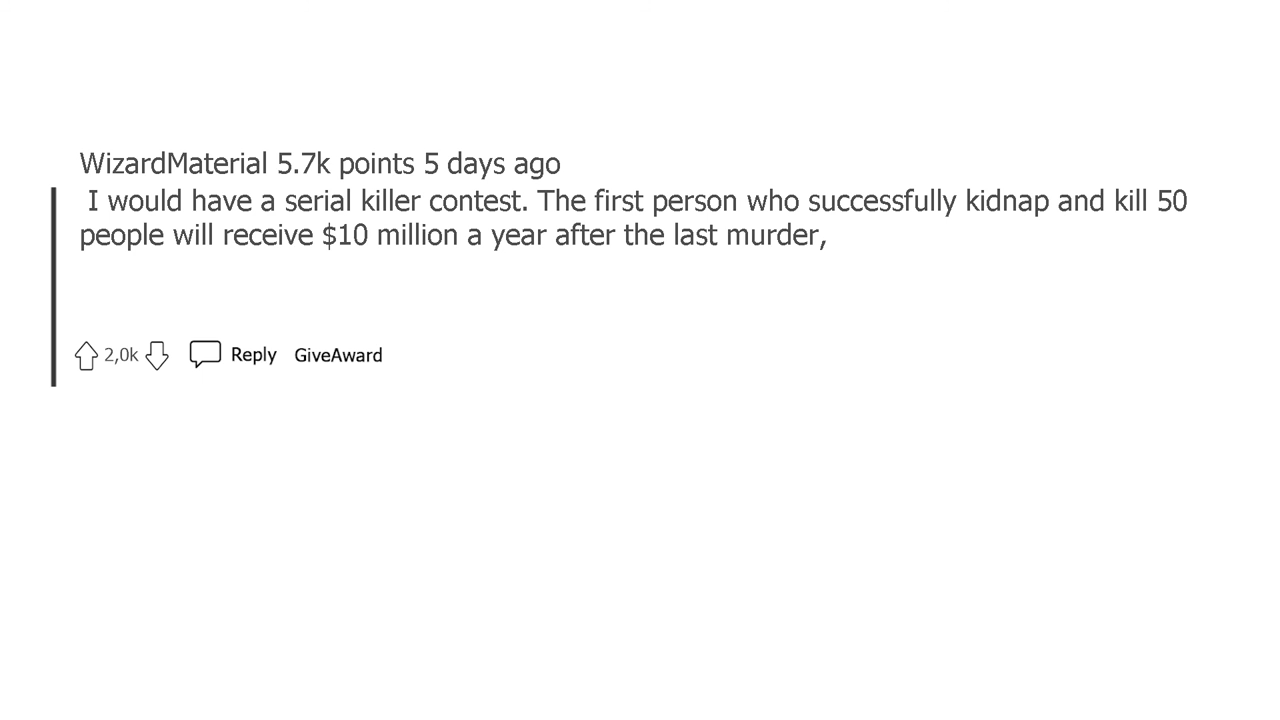 WizardMaterial 5.7k points 5 days ago
I would have a serial killer contest. The first person who successfully kidnap and kill 50
people will receive $10 million a year after the last murder,
2,0k Reply GiveAward